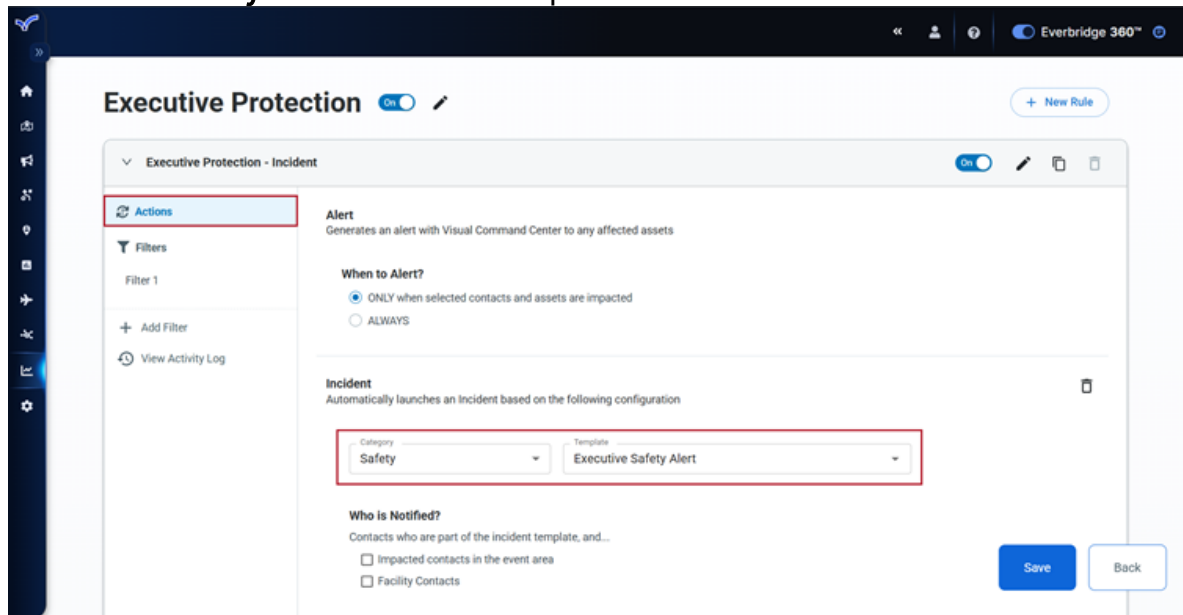 Everbridge 360™
Executive Protection On
+ New Rule
Executive Protection - Incident On
Actions
Filters
Filter 1
+ Add Filter
View Activity Log
Alert
Generates an alert with Visual Command Center to any affected assets
When to Alert?
ONLY when selected contacts and assets are impacted
ALWAYS
Incident
Automatically launches an Incident based on the following configuration
Category
Safety
Template
Executive Safety Alert
Who is Notified?
Contacts who are part of the incident template, and...
Impacted contacts in the event area
Facility Contacts
Save
Back